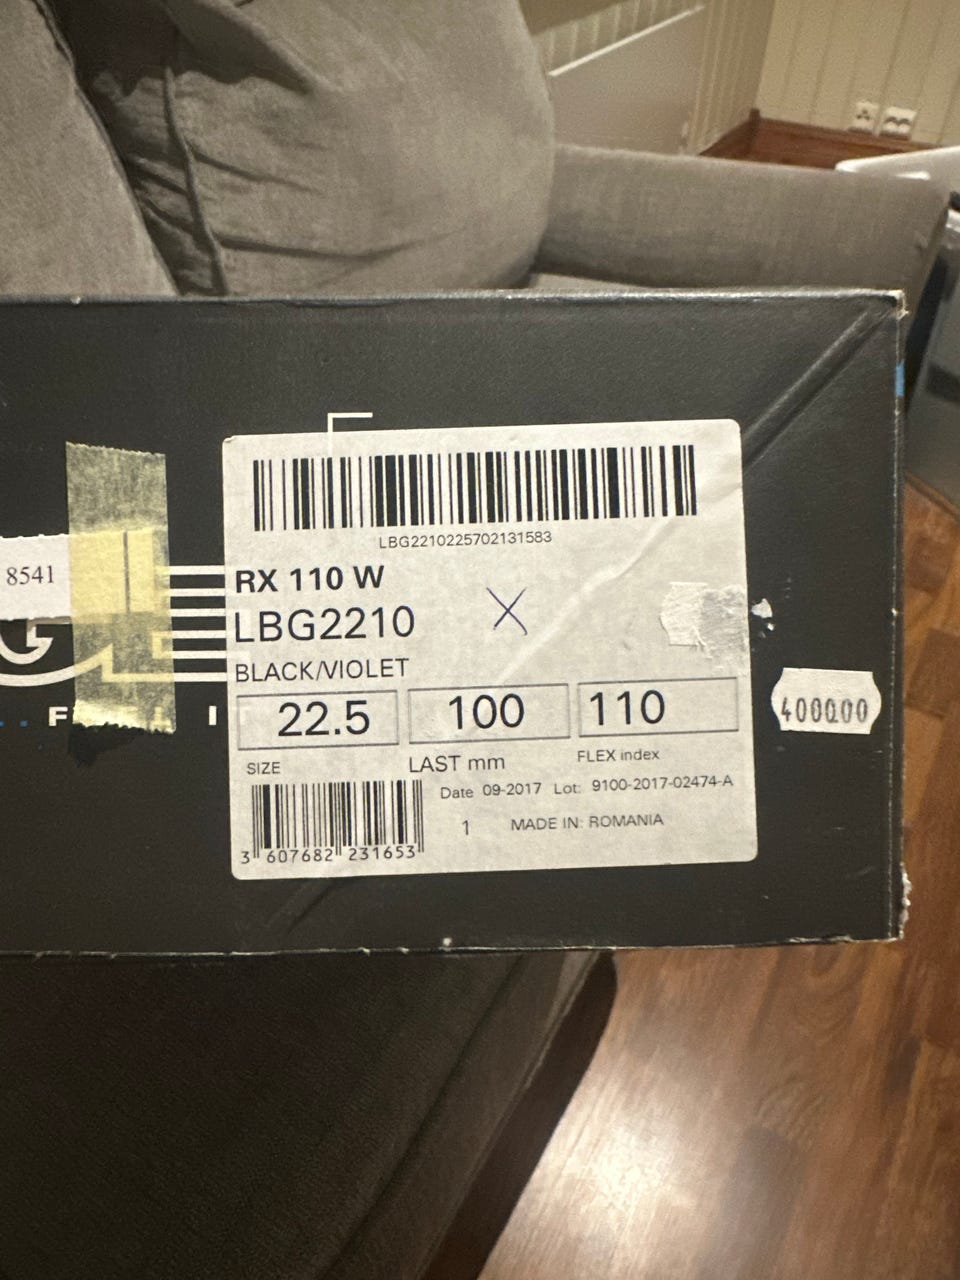 LBG2210225702131583
RX 110 W
8541
LBG2210
X
BLACK/VIOLET
22.5 100 110
400000
SIZE LAST mm FLEX index
Date 09-2017 Lot: 9100-2017-02474-A
1 MADE IN: ROMANIA
3 607682 231653